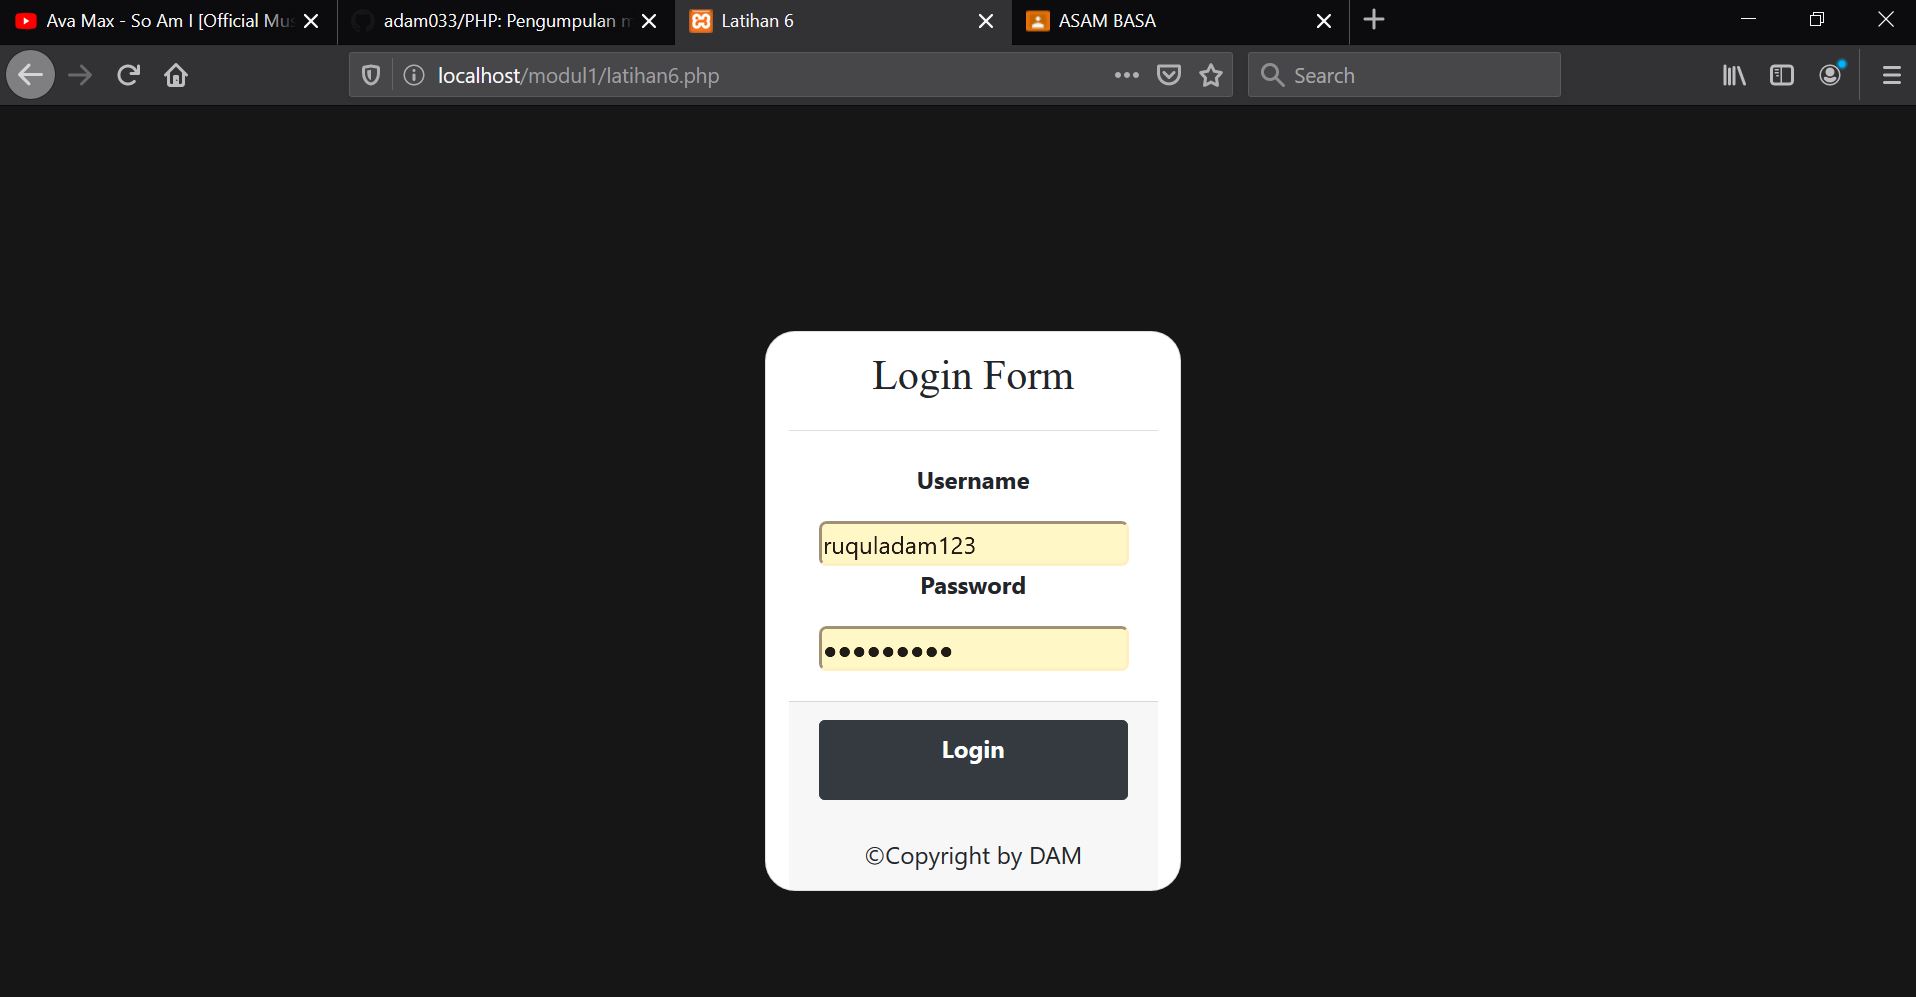 Ava Max - So Am I [Official Mus
adam033/PHP: Pengumpulan m
Latihan 6
ASAM BASA
localhost/modul1/latihan6.php
Search
Login Form
Username
ruquladam123
Password
Login
©Copyright by DAM